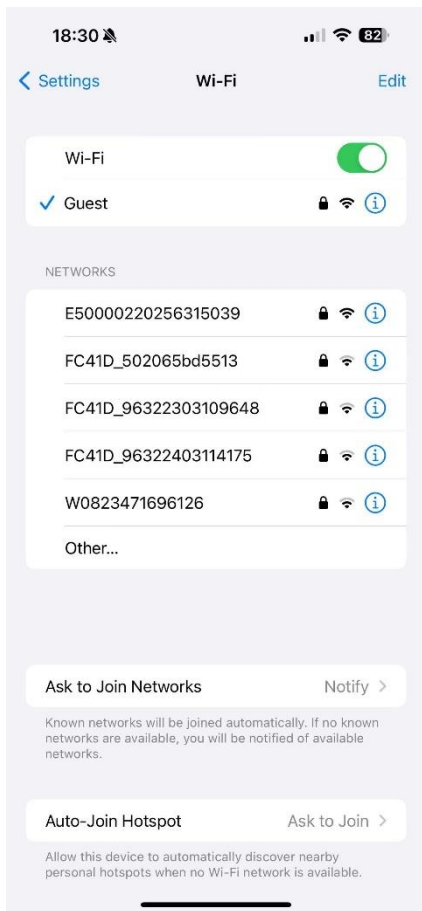 18:30
82
Settings
Wi-Fi
Edit
Wi-Fi
Guest
NETWORKS
E50000220256315039
FC41D_502065bd5513
FC41D_96322303109648
FC41D_96322403114175
W0823471696126
Other...
Ask to Join Networks
Notify
Known networks will be joined automatically. If no known
networks are available, you will be notified of available
networks.
Auto-Join Hotspot
Ask to Join
Allow this device to automatically discover nearby
personal hotspots when no Wi-Fi network is available.